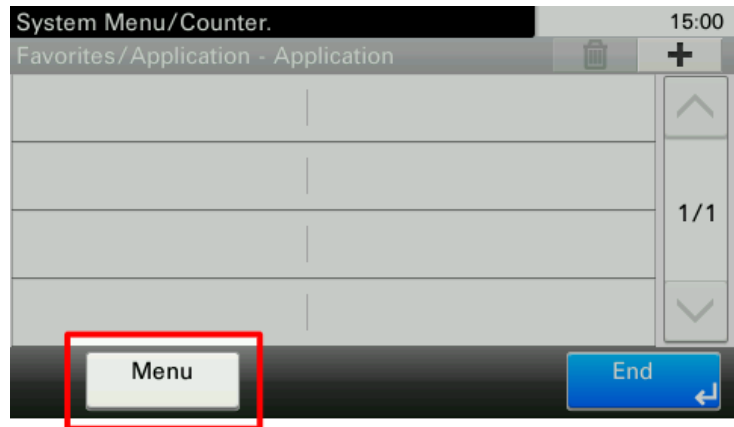 System Menu/Counter. 15:00
Favorites/Application - Application
1/1
Menu End